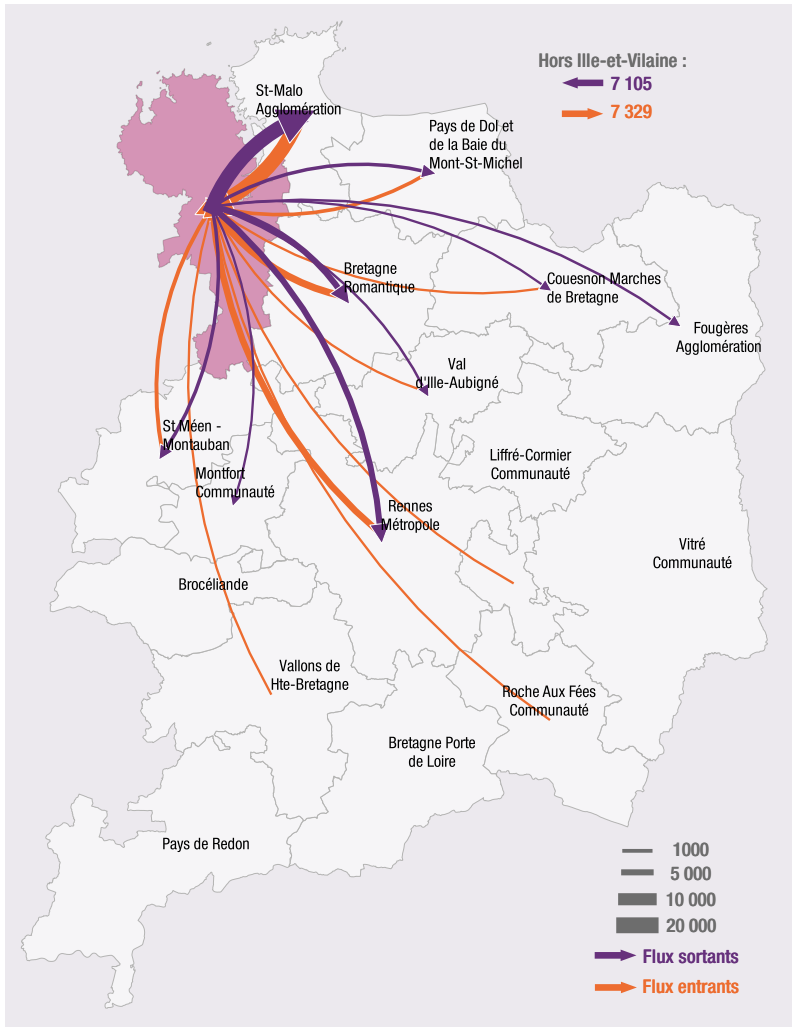 Hors Ille-et-Vilaine :
7 105
7 329
St-Malo
Agglomération
Pays de Dol et
de la Baie du
Mont-St-Michel
Bretagne
Romantique
Couesnon Marches
de Bretagne
Fougères
Agglomération
Val
d'Ille-Aubigné
St Méen -
Montauban
Montfort
Communauté
Liffré-Cormier
Communauté
Rennes
Métropole
Vitré
Communauté
Brocéliande
Vallons de
Hte-Bretagne
Roche Aux Fées
Communauté
Bretagne Porte
de Loire
Pays de Redon
1000
5 000
10 000
20 000
Flux sortants
Flux entrants